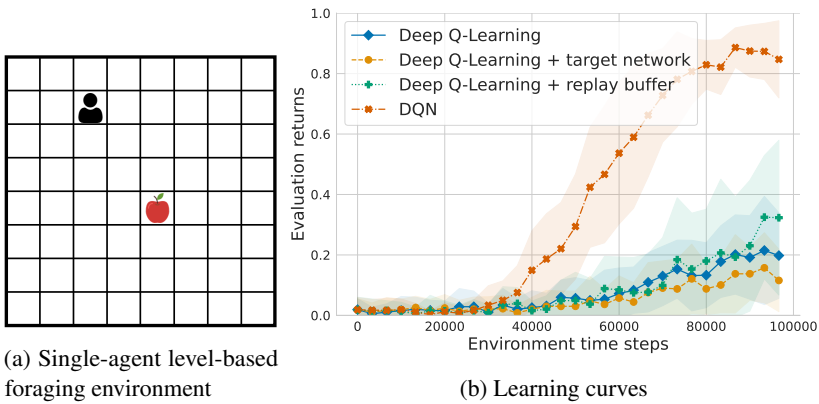 1.0
0.8
0.6
0.4
0.2
0.0
Evaluation returns
Deep Q-Learning
Deep Q-Learning + target network
Deep Q-Learning + replay buffer
DQN
0 20000 40000 60000 80000 100000
Environment time steps
(a) Single-agent level-based
foraging environment
(b) Learning curves